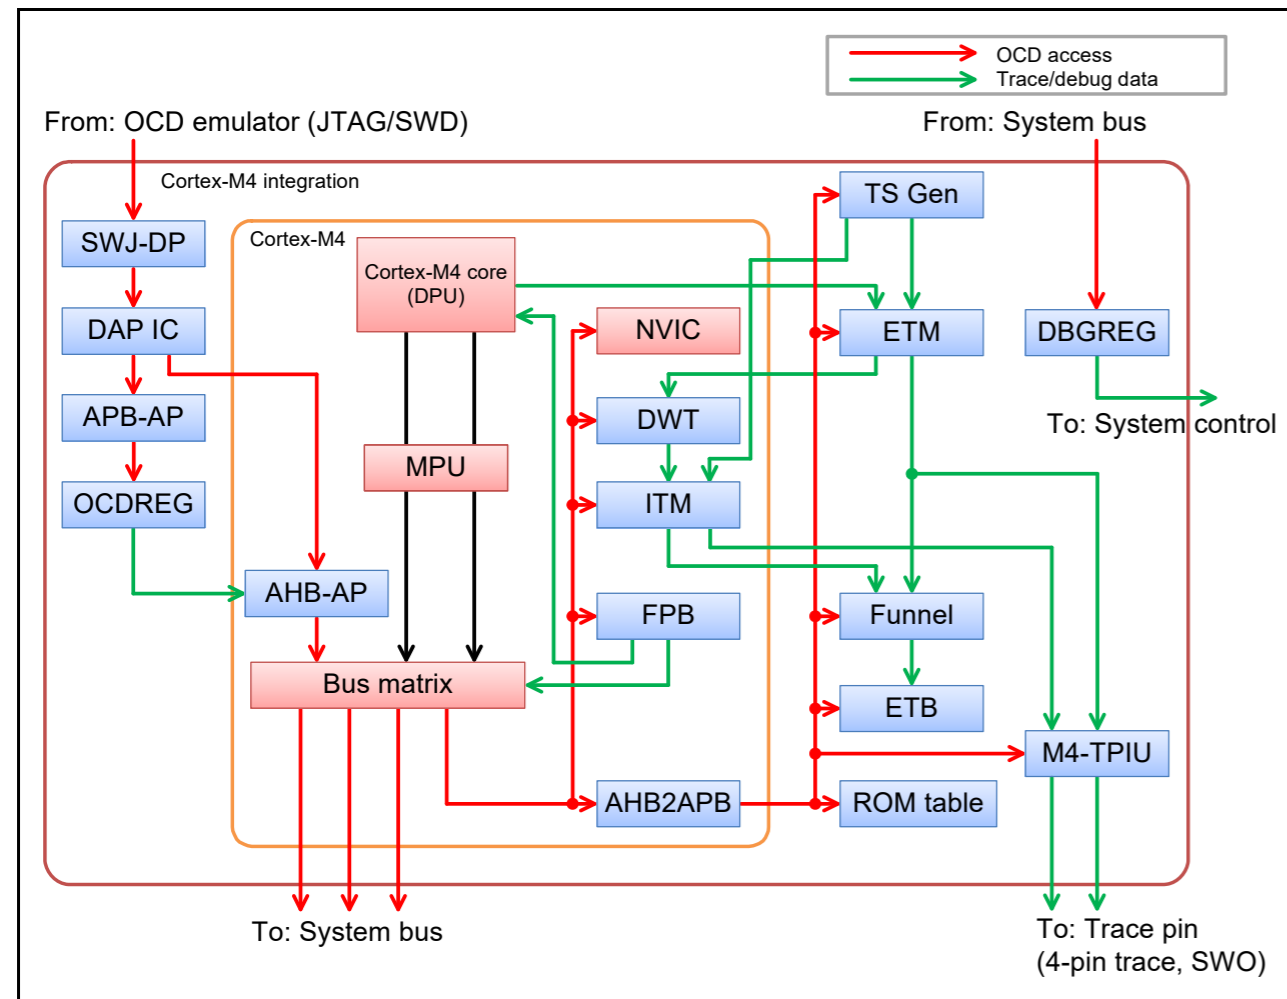 OCD access
Trace/debug data
From: OCD emulator (JTAG/SWD)
From: System bus
Cortex-M4 integration
TS Gen
SWJ-DP
Cortex-M4
Cortex-M4 core
(DPU)
DAP IC
NVIC
ETM
DBGREG
APB-AP
DWT
To: System control
MPU
OCDREG
ITM
AHB-AP
FPB
Funnel
Bus matrix
ETB
M4-TPIU
AHB2APB
ROM table
To: System bus
To: Trace pin
(4-pin trace, SWO)